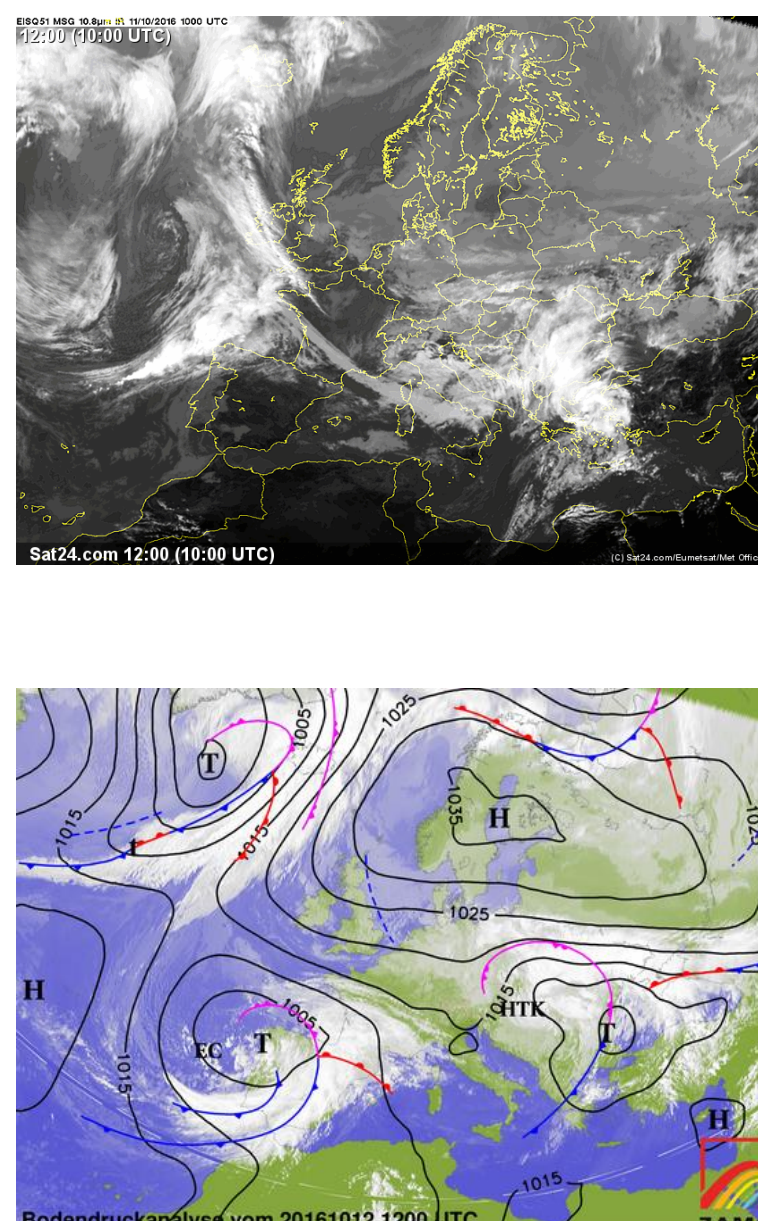 EISQ51 MSG 10.8µm IR 11/10/2016 1000 UTC
12:00 (10:00 UTC)
Sat24.com 12:00 (10:00 UTC)
(C) Sat24.com/Eumetsat/Met Offic
1025
1005
T
1035
H
1015
t
1015
1025
H
1015
HTK
1005
EC
T
T
1015
H
1015
Bodendruckanalyse vom 20161012 1200 UTC